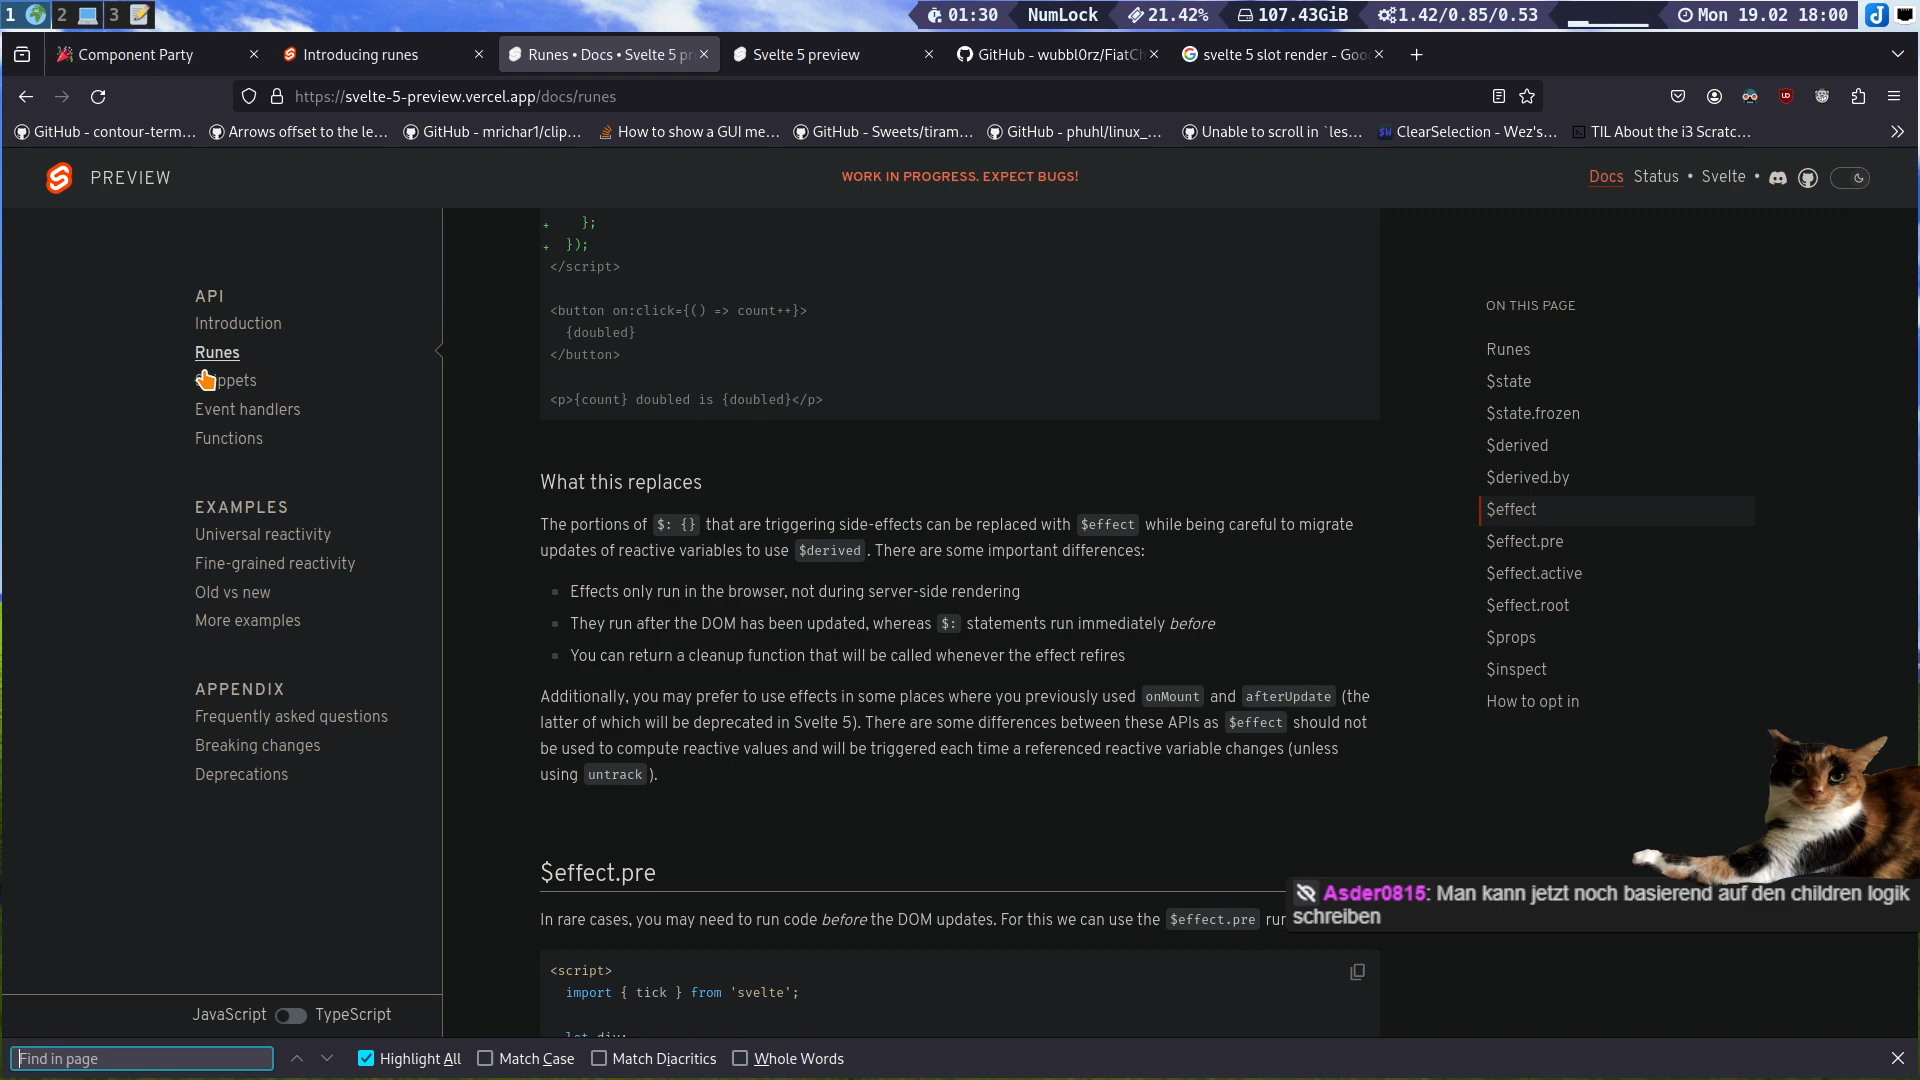 1 2 3 01:30 NumLock 21.42% 107.43GiB 1.42/0.85/0.53 Mon 19.02 18:00
Component Party Introducing runes Runes • Docs • Svelte 5 pr Svelte 5 preview GitHub - wubbl0rz/FiatCh svelte 5 slot render - Goo
https://svelte-5-preview.vercel.app/docs/runes
GitHub - contour-term... Arrows offset to the le... GitHub - mrichar1/clip... How to show a GUI me... GitHub - Sweets/tiram... GitHub - phuhl/linux_... Unable to scroll in `les... ClearSelection - Wez's... TIL About the i3 Scratc...
PREVIEW WORK IN PROGRESS. EXPECT BUGS! Docs Status • Svelte •
API
Introduction
Runes
ippets
Event handlers
Functions
EXAMPLES
Universal reactivity
Fine-grained reactivity
Old vs new
More examples
APPENDIX
Frequently asked questions
Breaking changes
Deprecations
JavaScript TypeScript
+ };
+ });
</script>
<button on:click={() => count++}>
{doubled}
</button>
<p>{count} doubled is {doubled}</p>
What this replaces
The portions of $: {} that are triggering side-effects can be replaced with $effect while being careful to migrate
updates of reactive variables to use $derived. There are some important differences:
Effects only run in the browser, not during server-side rendering
They run after the DOM has been updated, whereas $: statements run immediately before
You can return a cleanup function that will be called whenever the effect refires
Additionally, you may prefer to use effects in some places where you previously used onMount and afterUpdate (the
latter of which will be deprecated in Svelte 5). There are some differences between these APIs as $effect should not
be used to compute reactive values and will be triggered each time a referenced reactive variable changes (unless
using untrack).
$effect.pre
In rare cases, you may need to run code before the DOM updates. For this we can use the $effect.pre run
<script>
import { tick } from 'svelte';
let div;
ON THIS PAGE
Runes
$state
$state.frozen
$derived
$derived.by
$effect
$effect.pre
$effect.active
$effect.root
$props
$inspect
How to opt in
Asder0815: Man kann jetzt noch basierend auf den children logik
schreiben
Find in page Highlight All Match Case Match Diacritics Whole Words